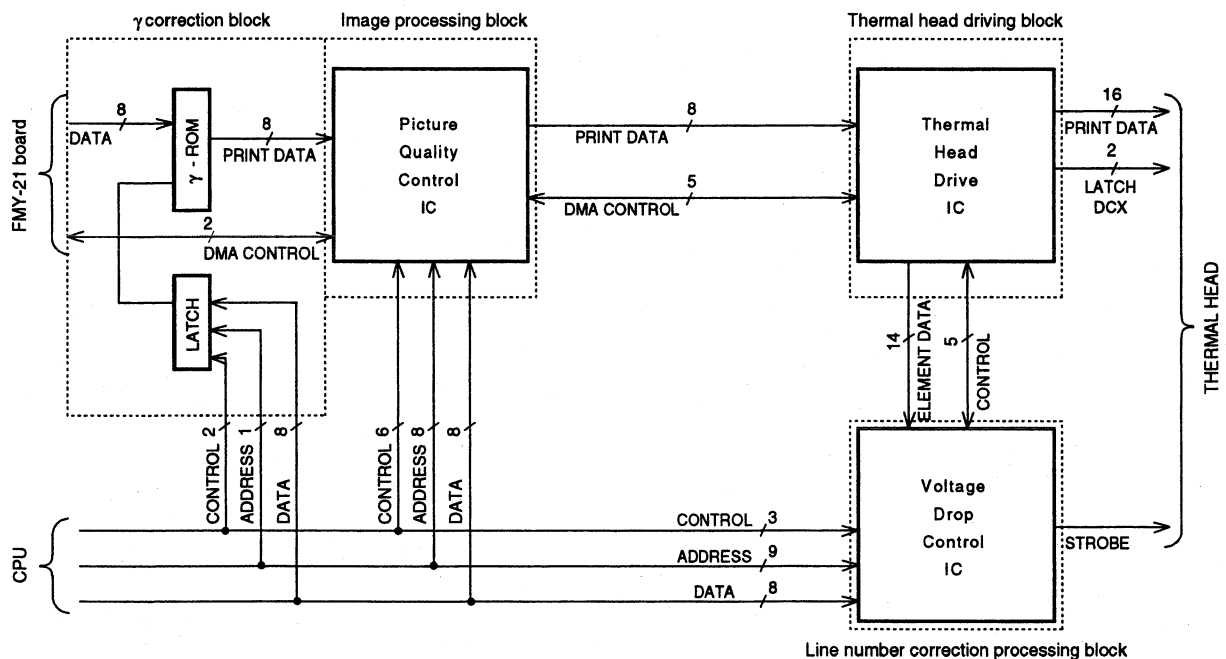 γ correction block
Image processing block
Thermal head driving block
FMY-21 board
8
DATA
γ - ROM
8
PRINT DATA
2
DMA CONTROL
LATCH
Picture
Quality
Control
IC
8
PRINT DATA
5
DMA CONTROL
Thermal
Head
Drive
IC
16
PRINT DATA
2
LATCH
DCX
THERMAL HEAD
14
ELEMENT DATA
5
CONTROL
CONTROL 2
ADDRESS 1
DATA 8
CONTROL 6
ADDRESS 8
DATA 8
CPU
CONTROL 3
ADDRESS 9
DATA 8
Voltage
Drop
Control
IC
STROBE
Line number correction processing block